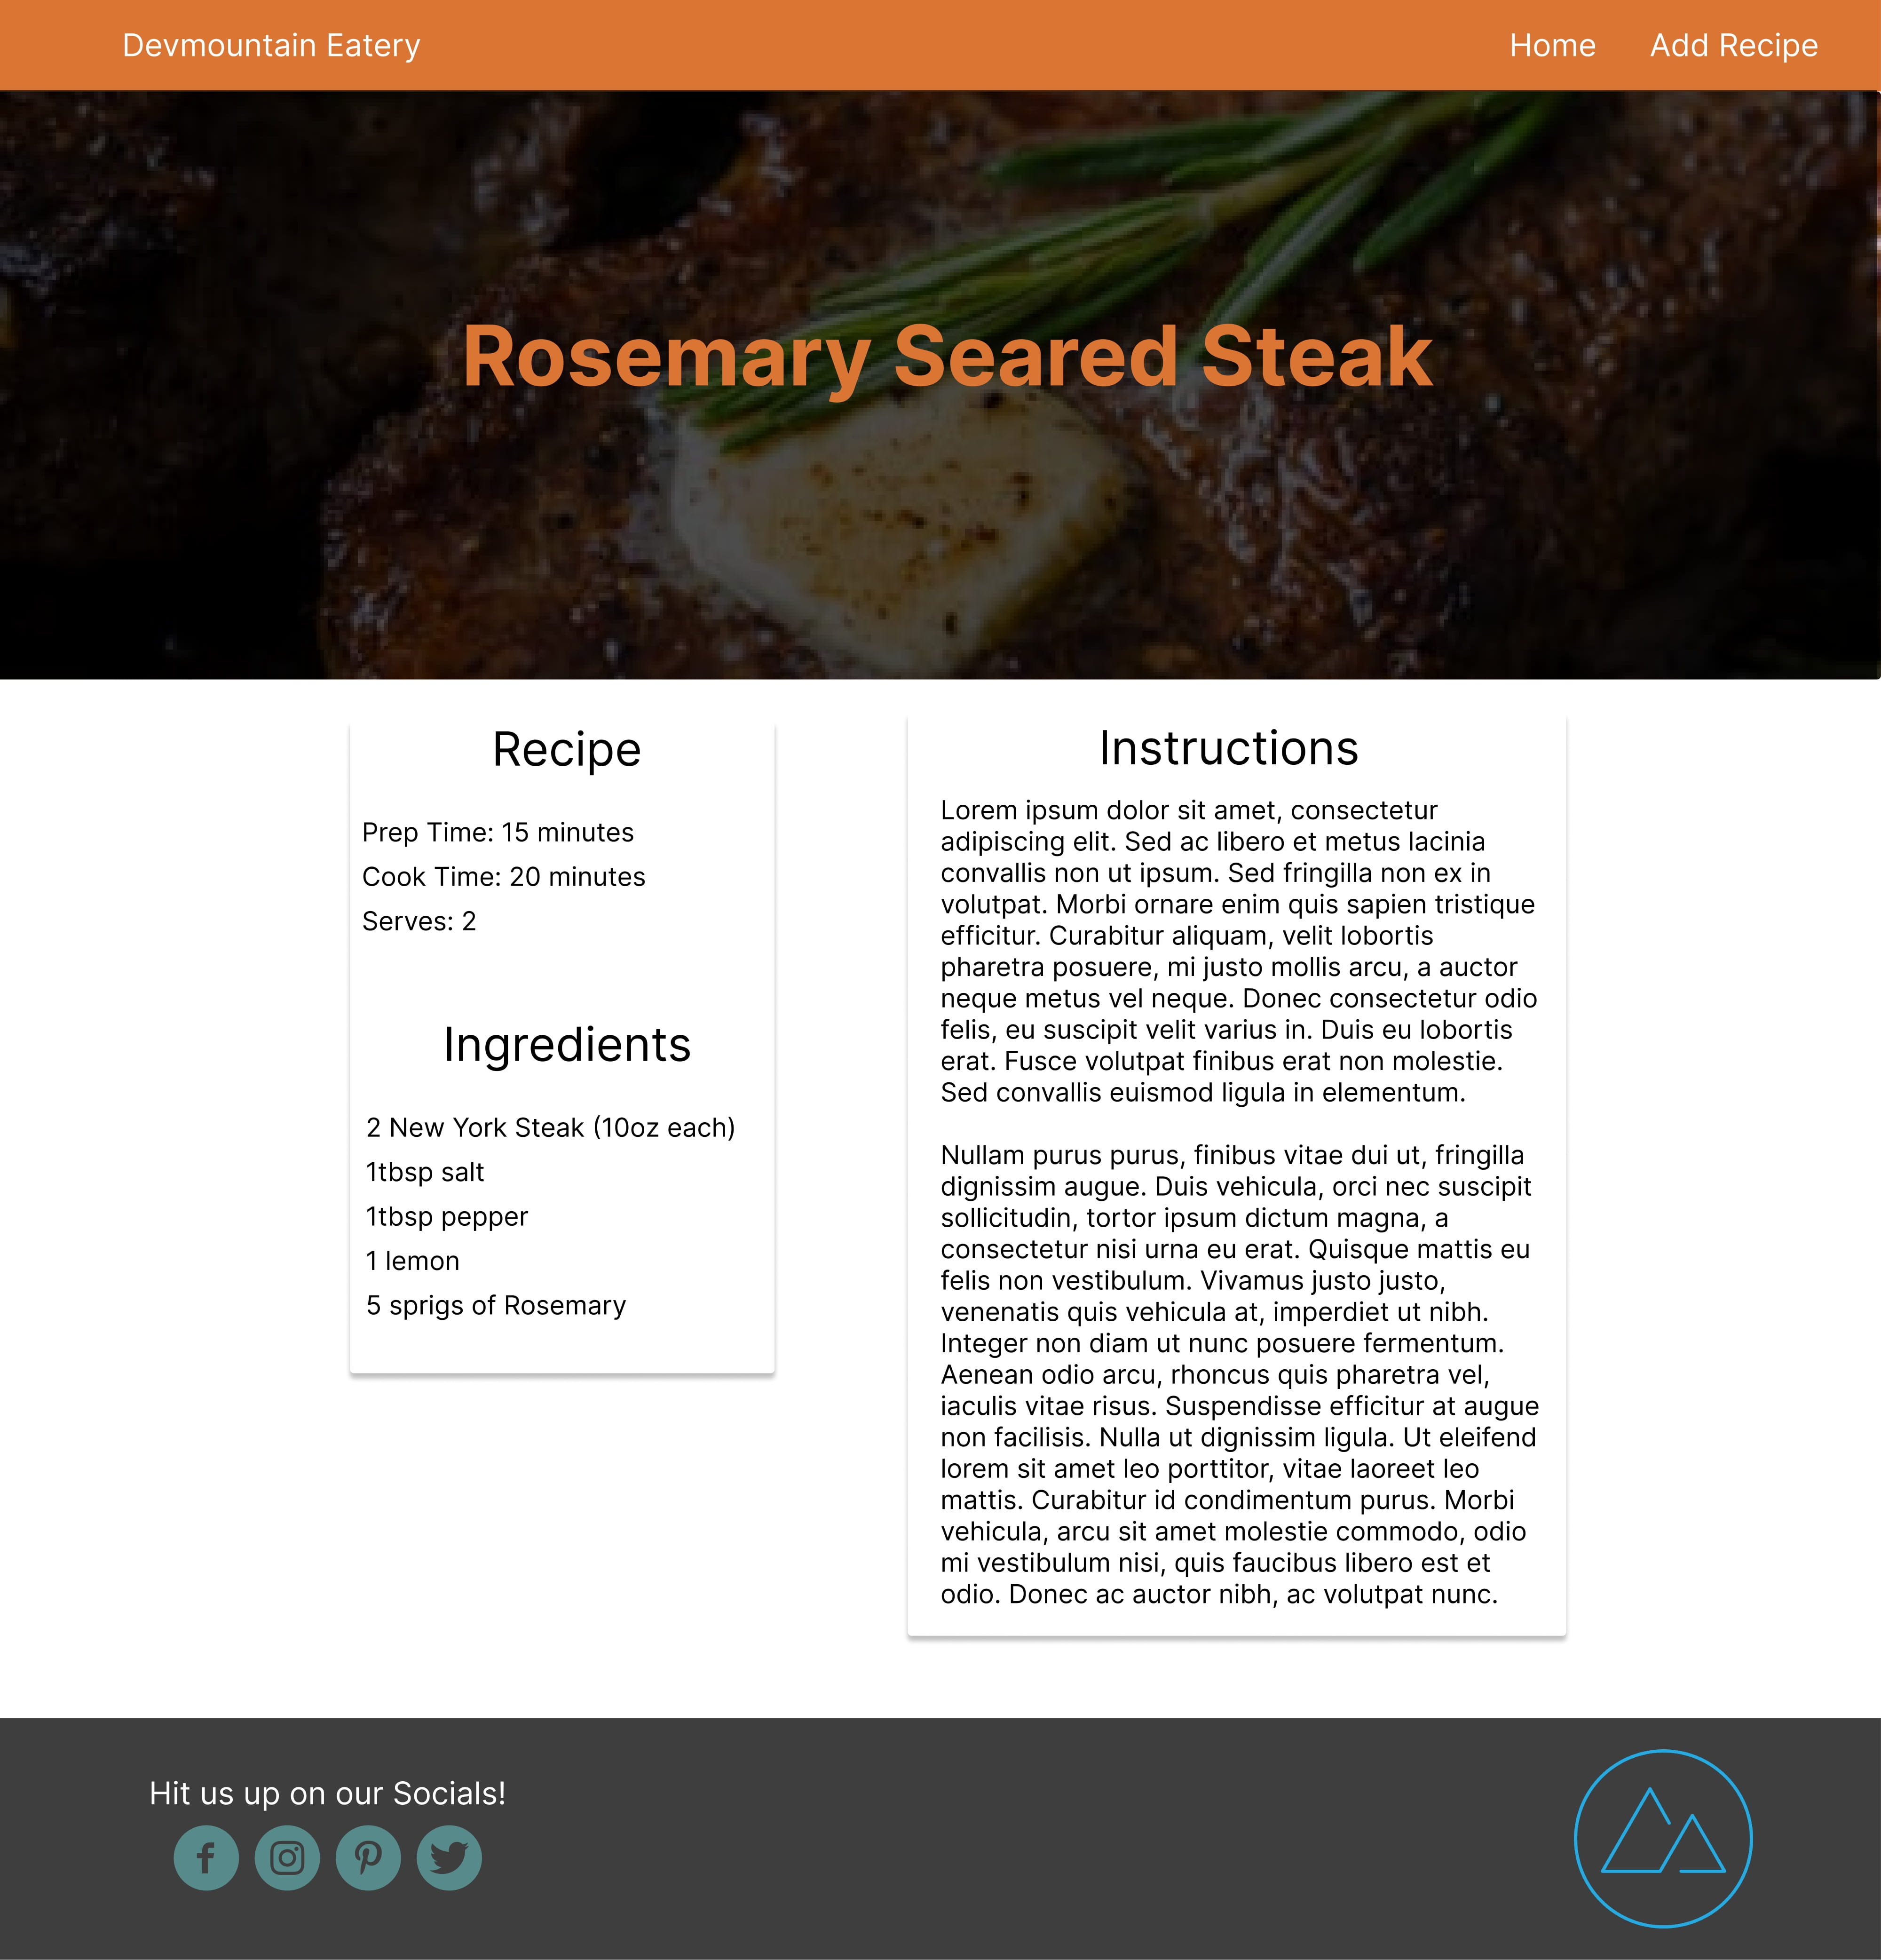 Devmountain Eatery
Home Add Recipe
Rosemary Seared Steak
Recipe
Prep Time: 15 minutes
Cook Time: 20 minutes
Serves: 2
Ingredients
2 New York Steak (10oz each)
1tbsp salt
1tbsp pepper
1 lemon
5 sprigs of Rosemary
Instructions
Lorem ipsum dolor sit amet, consectetur
adipiscing elit. Sed ac libero et metus lacinia
convallis non ut ipsum. Sed fringilla non ex in
volutpat. Morbi ornare enim quis sapien tristique
efficitur. Curabitur aliquam, velit lobortis
pharetra posuere, mi justo mollis arcu, a auctor
neque metus vel neque. Donec consectetur odio
felis, eu suscipit velit varius in. Duis eu lobortis
erat. Fusce volutpat finibus erat non molestie.
Sed convallis euismod ligula in elementum.
Nullam purus purus, finibus vitae dui ut, fringilla
dignissim augue. Duis vehicula, orci nec suscipit
sollicitudin, tortor ipsum dictum magna, a
consectetur nisi urna eu erat. Quisque mattis eu
felis non vestibulum. Vivamus justo justo,
venenatis quis vehicula at, imperdiet ut nibh.
Integer non diam ut nunc posuere fermentum.
Aenean odio arcu, rhoncus quis pharetra vel,
iaculis vitae risus. Suspendisse efficitur at augue
non facilisis. Nulla ut dignissim ligula. Ut eleifend
lorem sit amet leo porttitor, vitae laoreet leo
mattis. Curabitur id condimentum purus. Morbi
vehicula, arcu sit amet molestie commodo, odio
mi vestibulum nisi, quis faucibus libero est et
odio. Donec ac auctor nibh, ac volutpat nunc.
Hit us up on our Socials!